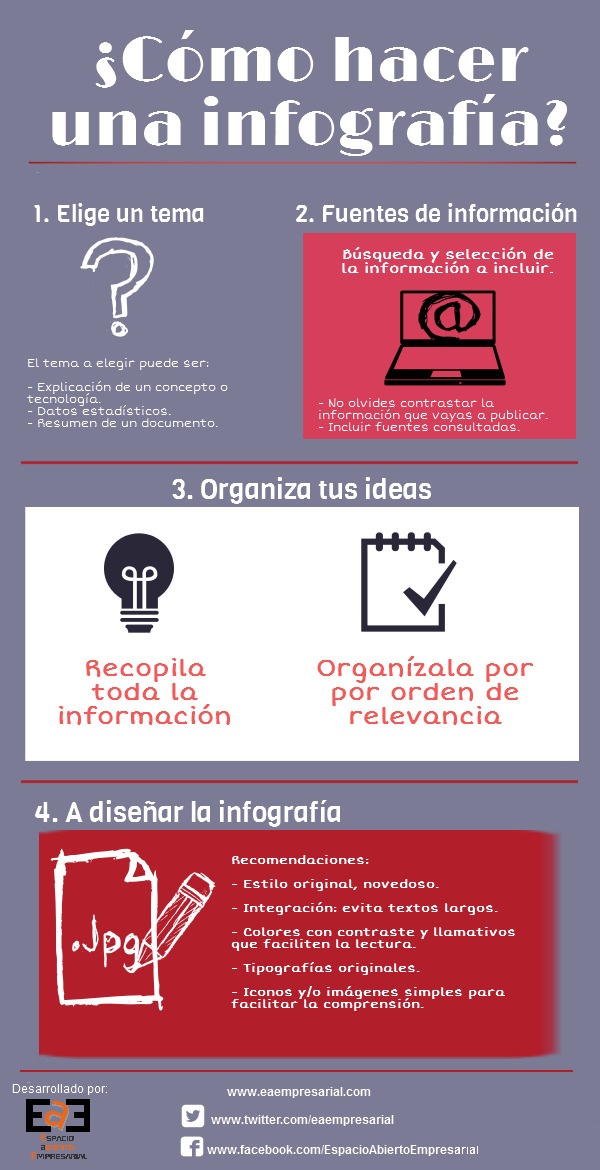 ¿Cómo hacer
una infografía?
1. Elige un tema
El tema a elegir puede ser:
- Explicación de un concepto o
tecnología.
- Datos estadísticos.
- Resumen de un documento.
2. Fuentes de información
Búsqueda y selección de
la información a incluir.
@
- No olvides contrastar la
información que vayas a publicar.
- Incluir fuentes consultadas.
3. Organiza tus ideas
Recopila
toda la
información
Organízala por
por orden de
relevancia
4. A diseñar la infografía
.Jpg
Recomendaciones:
- Estilo original, novedoso.
- Integración: evita textos largos.
- Colores con contraste y llamativos
que faciliten la lectura.
- Tipografías originales.
- Iconos y/o imágenes simples para
facilitar la comprensión.
Desarrollado por:
EaE
Espacio
abierto
Empresarial
www.eaempresarial.com
www.twitter.com/eaempresarial
www.facebook.com/EspacioAbiertoEmpresarial